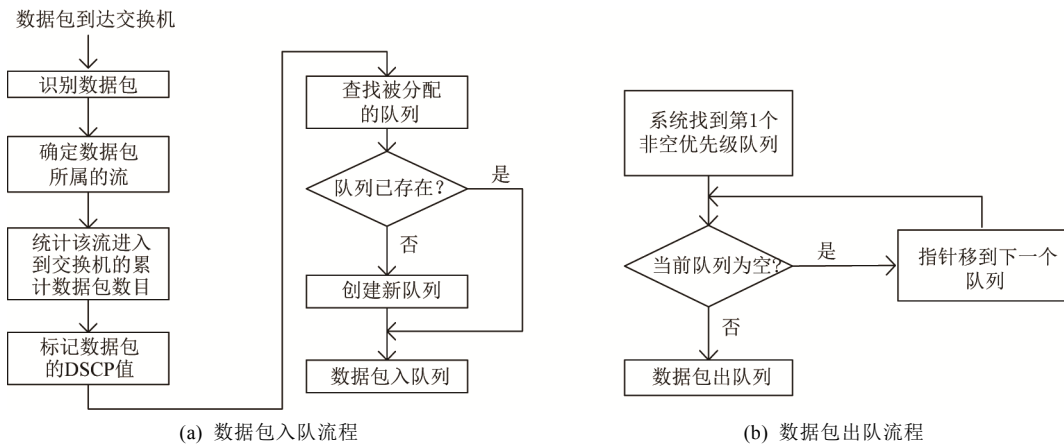 数据包到达交换机
识别数据包
确定数据包
所属的流
统计该流进入
到交换机的累
计数据包数目
标记数据包
的DSCP值
查找被分配
的队列
队列已存在?
是
否
创建新队列
数据包入队列
(a) 数据包入队流程
系统找到第1个
非空优先级队列
当前队列为空?
是
指针移到下一个
队列
否
数据包出队列
(b) 数据包出队流程